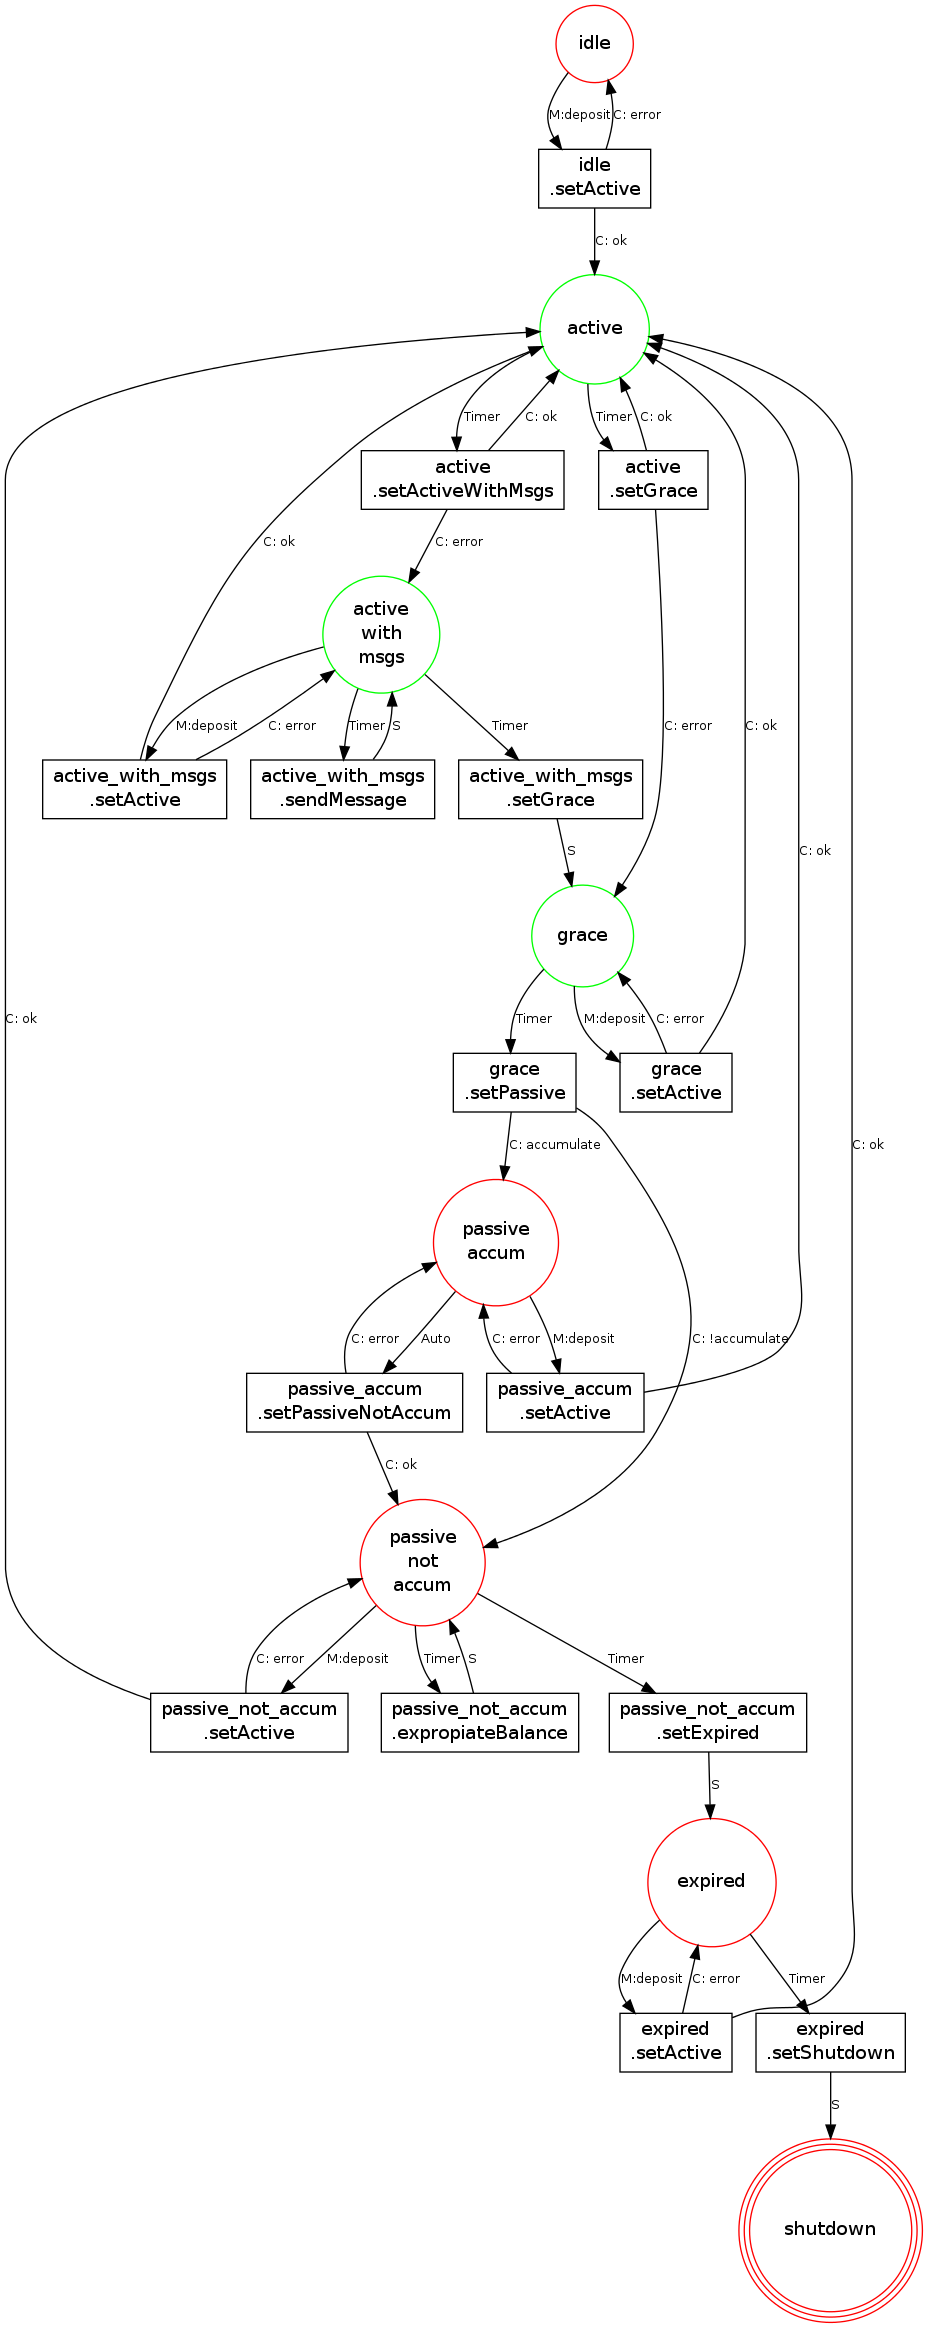 idle
M:deposit
C: error
idle
.setActive
C: ok
active
Timer
C: ok
Timer
C: ok
active
.setActiveWithMsgs
active
.setGrace
C: ok
C: error
active
with
msgs
M:deposit
C: error
Timer
S
Timer
C: error
C: ok
active_with_msgs
.setActive
active_with_msgs
.sendMessage
active_with_msgs
.setGrace
S
C: ok
grace
C: ok
Timer
M:deposit
C: error
grace
.setPassive
grace
.setActive
C: accumulate
C: ok
passive
accum
C: error
Auto
C: error
M:deposit
C: !accumulate
passive_accum
.setPassiveNotAccum
passive_accum
.setActive
C: ok
passive
not
accum
C: error
M:deposit
Timer
S
Timer
passive_not_accum
.setActive
passive_not_accum
.expropiateBalance
passive_not_accum
.setExpired
S
expired
M:deposit
C: error
Timer
expired
.setActive
expired
.setShutdown
S
shutdown